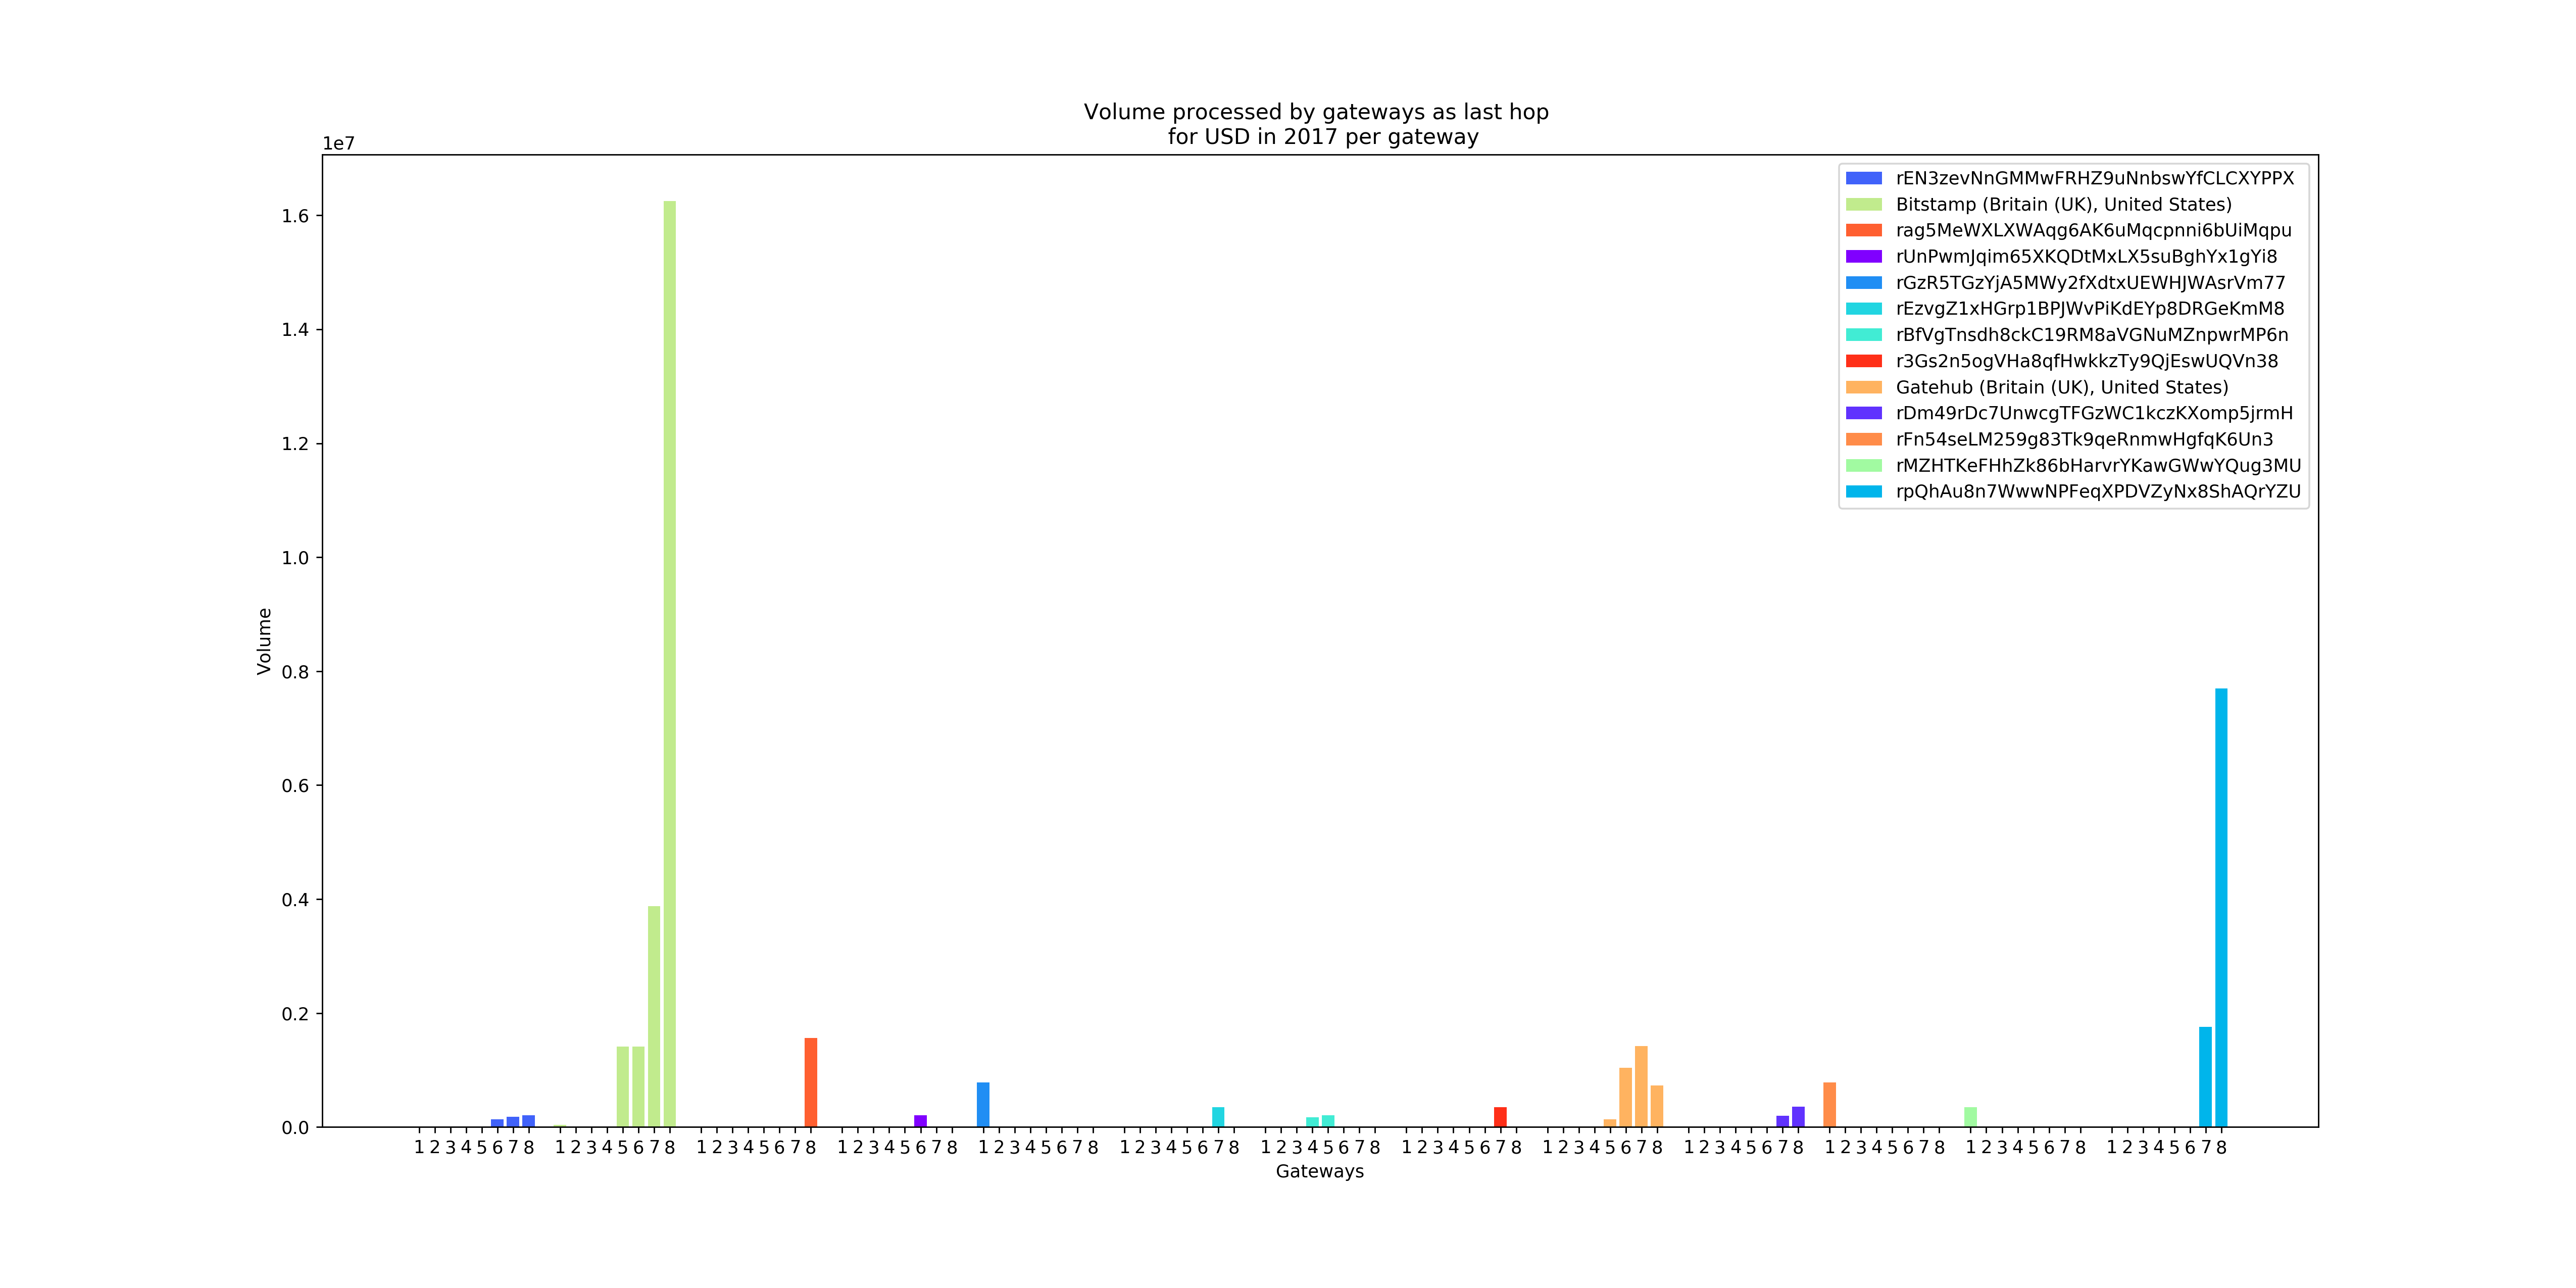 Volume processed by gateways as last hop
for USD in 2017 per gateway
1e7
1.6
1.4
1.2
1.0
0.8
0.6
0.4
0.2
0.0
Volume
rEN3zevNnGMMwFRHZ9uNnbswYfCLCXYPPX
Bitstamp (Britain (UK), United States)
rag5MeWXLXWAqg6AK6uMqcpnni6bUiMqpu
rUnPwmJqim65XKQDtMxLX5suBghYx1gYi8
rGzR5TGzYjA5MWy2fXdtxUEWHJWAsrVm77
rEzvgZ1xHGrp1BPJWvPiKdEYp8DRGeKmM8
rBfVgTnsdh8ckC19RM8aVGNuMZnpwrMP6n
r3Gs2n5ogVHa8qfHwkkzTy9QjEswUQVn38
Gatehub (Britain (UK), United States)
rDm49rDc7UnwcgTFGzWC1kczKXomp5jrmH
rFn54seLM259g83Tk9qeRnmwHgfqK6Un3
rMZHTKeFHhZk86bHarvrYKawGWwYQug3MU
rpQhAu8n7WwwNPFeqXPDVZyNx8ShAQrYZU
1 2 3 4 5 6 7 8 1 2 3 4 5 6 7 8 1 2 3 4 5 6 7 8 1 2 3 4 5 6 7 8 1 2 3 4 5 6 7 8 1 2 3 4 5 6 7 8 1 2 3 4 5 6 7 8 1 2 3 4 5 6 7 8 1 2 3 4 5 6 7 8 1 2 3 4 5 6 7 8 1 2 3 4 5 6 7 8 1 2 3 4 5 6 7 8 1 2 3 4 5 6 7 8
Gateways